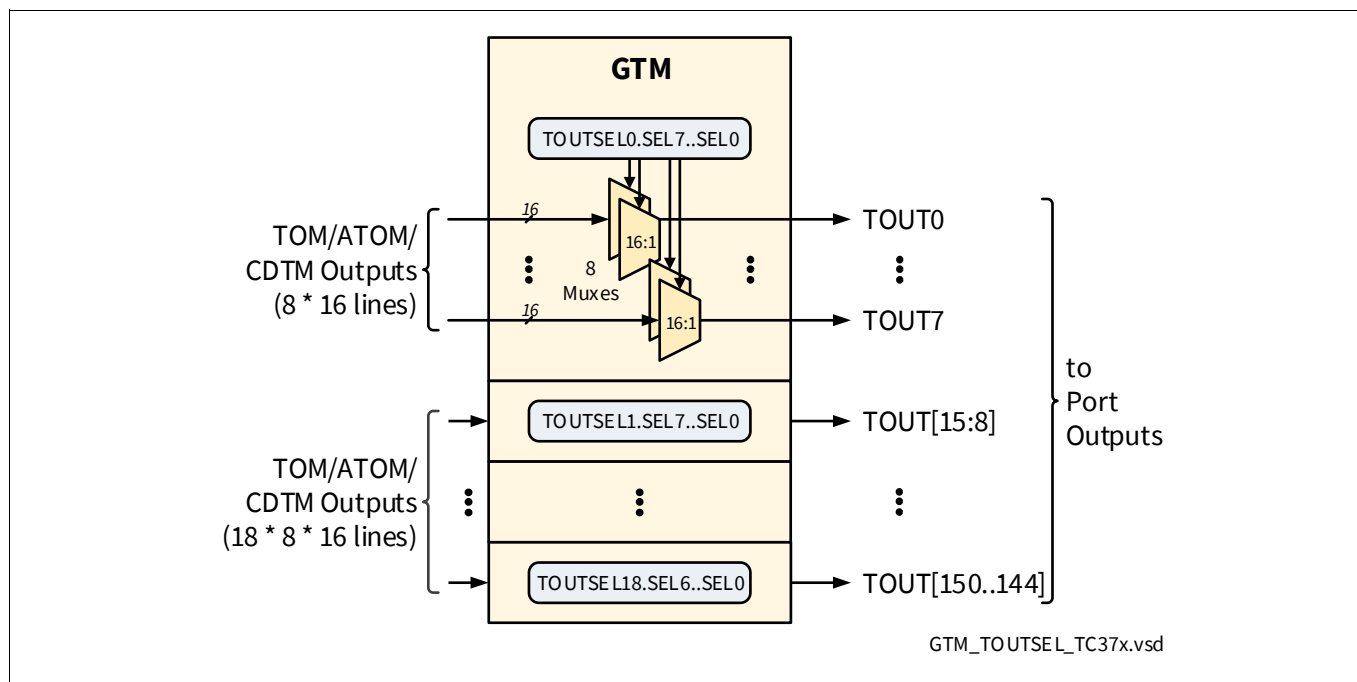 GTM
TOUTSEL0.SEL7..SEL0
16
16:1
TOUT0
TOM/ATOM/
CDTM Outputs
(8 * 16 lines)
8
Muxes
16
16:1
TOUT7
to
Port
Outputs
TOUTSEL1.SEL7..SEL0
TOUT[15:8]
TOM/ATOM/
CDTM Outputs
(18 * 8 * 16 lines)
TOUTSEL18.SEL6..SEL0
TOUT[150..144]
GTM_TOUTSEL_TC37x.vsd